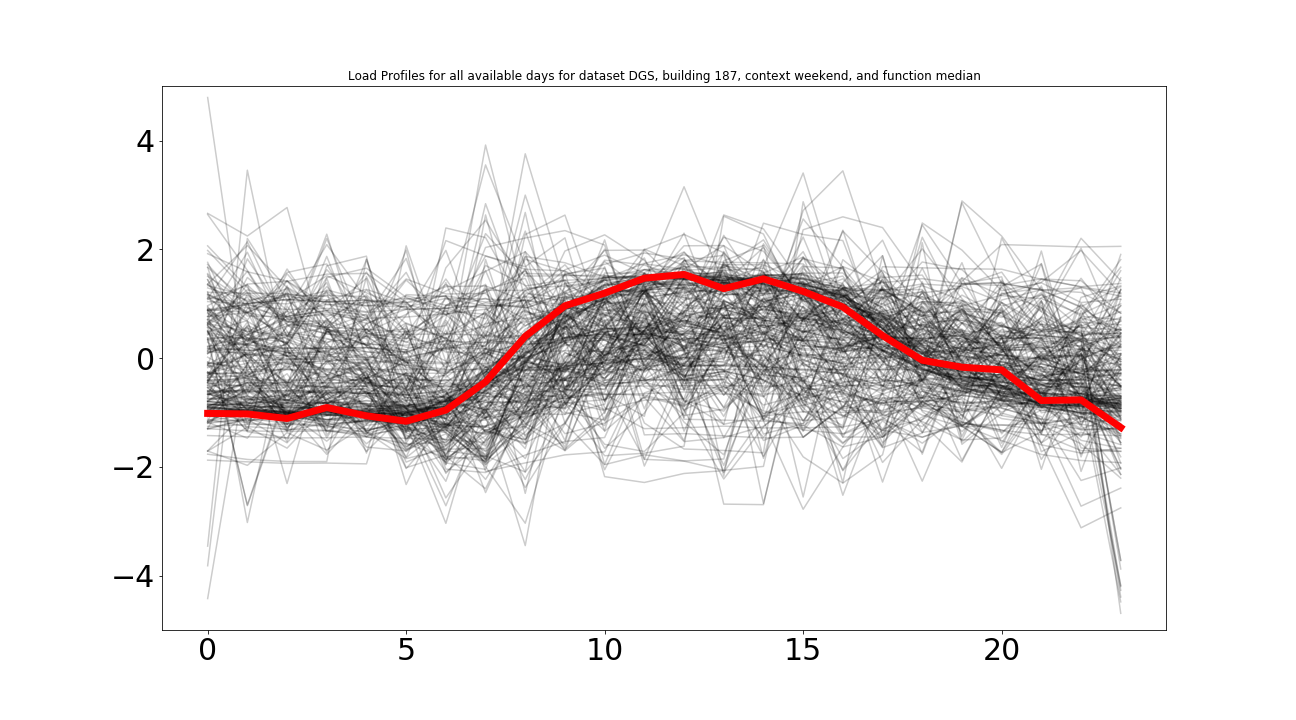 Load Profiles for all available days for dataset DGS, building 187, context weekend, and function median
4
2
0
−2
−4
0 5 10 15 20